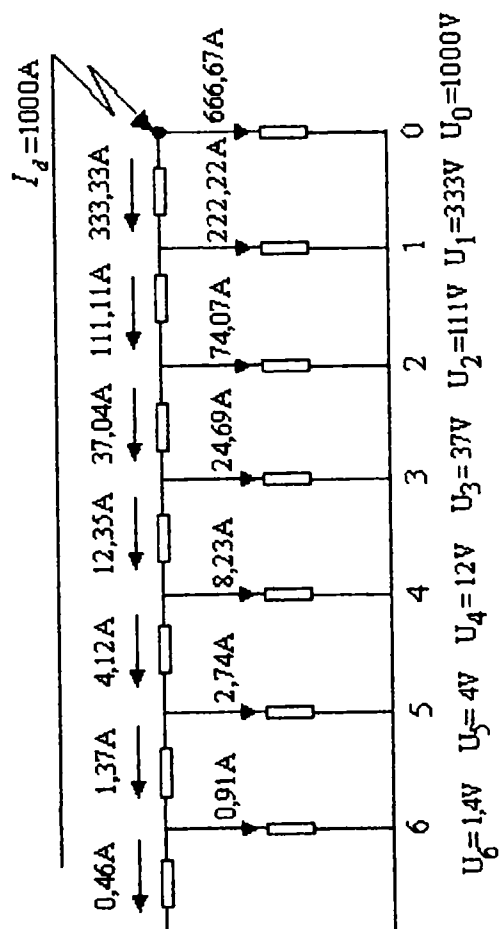 I_d=1000A
0,46A 1,37A 4,12A 12,35A 37,04A 111,11A 333,33A
0,91A 2,74A 8,23A 24,69A 74,07A 222,22A 666,67A
6 5 4 3 2 1 0
U_6=1,4V U_5=4V U_4=12V U_3=37V U_2=111V U_1=333V U_0=1000V